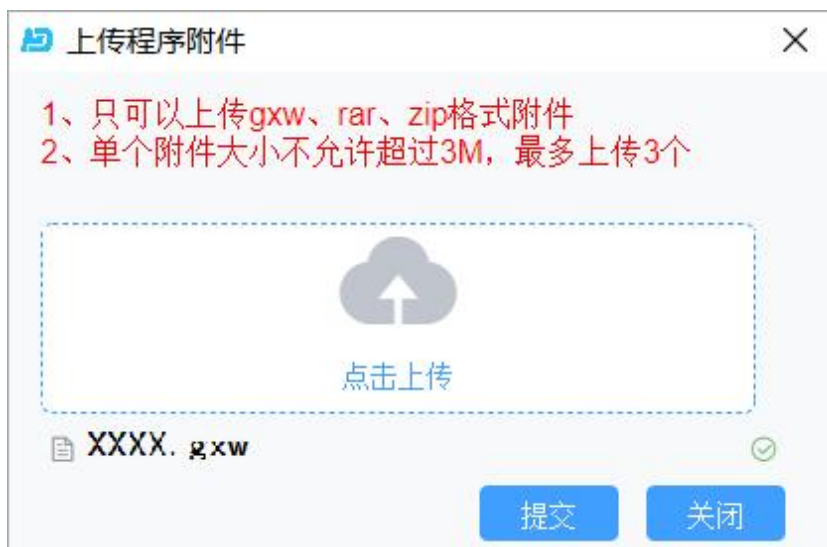 上传程序附件
1、只可以上传gxw、rar、zip格式附件
2、单个附件大小不允许超过3M，最多上传3个
点击上传
XXXX. gxw
提交 关闭